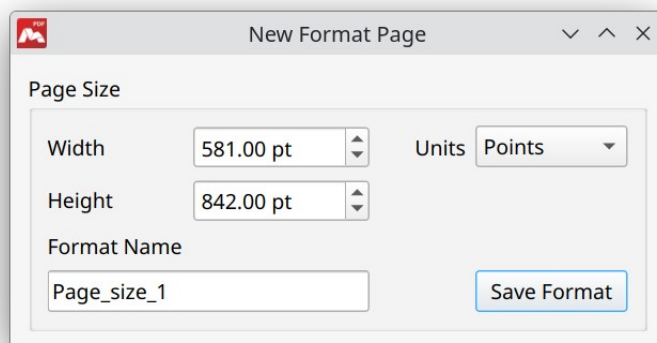 PDF
New Format Page
Page Size
Width 581.00 pt Units Points
Height 842.00 pt
Format Name
Page_size_1 Save Format